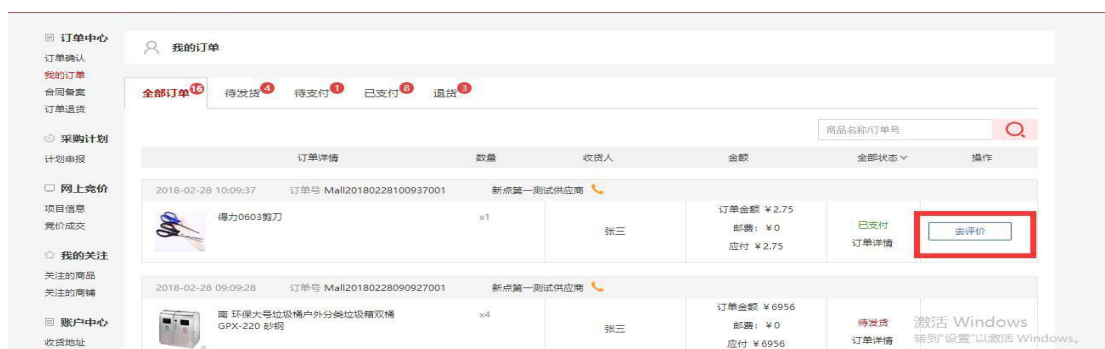 订单中心
订单确认
我的订单
合同备案
订单退货
采购计划
计划申报
网上竞价
项目信息
竞价成交
我的关注
关注的商品
关注的商铺
账户中心
收货地址
我的订单
全部订单16 待发货4 待支付1 已支付8 退货3
商品名称/订单号
订单详情 数量 收货人 金额 全部状态 操作
2018-02-28 10:09:37 订单号 Mall20180228100937001 新点第一测试供应商
得力0603剪刀 x1 张三
订单金额 ¥2.75
邮费：¥0
应付 ¥2.75
已支付
订单详情
去评价
2018-02-28 09:09:28 订单号 Mall20180228090927001 新点第一测试供应商
南 环保大号垃圾桶户外分类垃圾箱双桶
GPX-220 砂钢
x4 张三
订单金额 ¥6956
邮费：¥0
应付 ¥6956
待发货
订单详情
激活 Windows
转到"设置"以激活 Windows。